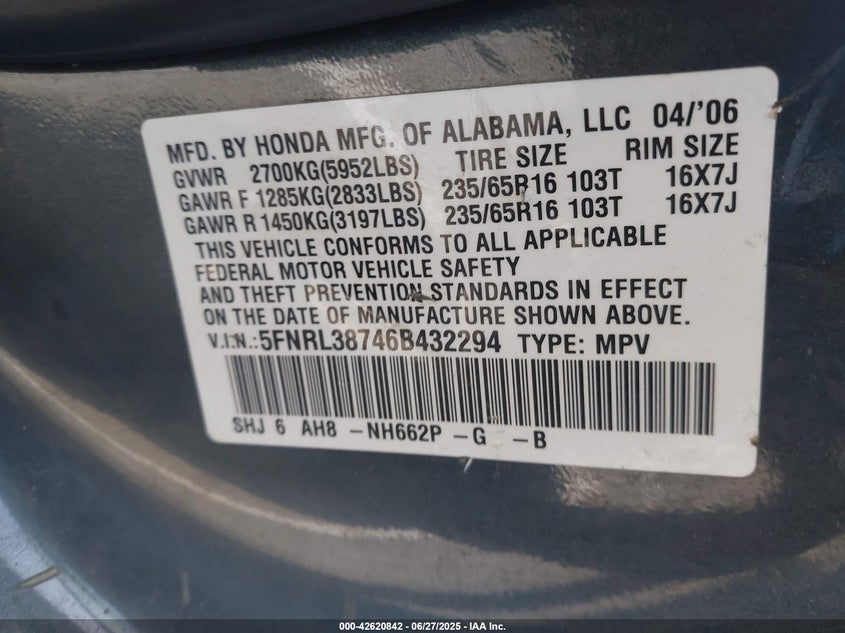 MFD. BY HONDA MFG. OF ALABAMA, LLC 04/'06
GVWR 2700KG(5952LBS) TIRE SIZE RIM SIZE
GAWR F 1285KG(2833LBS) 235/65R16 103T 16X7J
GAWR R 1450KG(3197LBS) 235/65R16 103T 16X7J
THIS VEHICLE CONFORMS TO ALL APPLICABLE
FEDERAL MOTOR VEHICLE SAFETY
AND THEFT PREVENTION STANDARDS IN EFFECT
ON THE DATE OF MANUFACTURE SHOWN ABOVE.
V.I.N.:5FNRL38746B432294 TYPE: MPV
SHJ 6 AH8 -NH662P -G -B
000-42620842 - 06/27/2025 - IAA Inc.